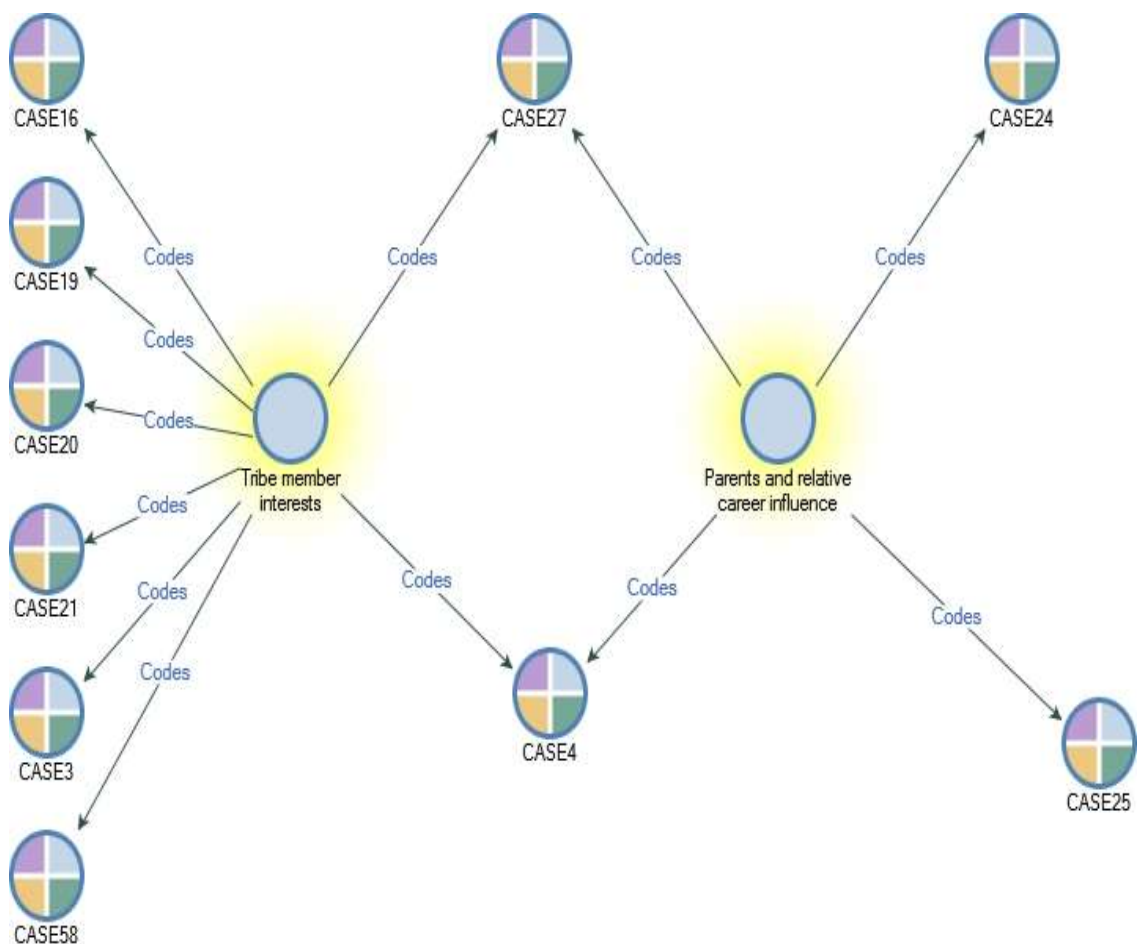 CASE16
CASE27
CASE24
Codes
Codes
Codes
Codes
CASE19
Codes
CASE20
Codes
Tribe member
interests
Parents and relative
career influence
CASE21
Codes
Codes
Codes
Codes
Codes
Codes
CASE3
CASE4
CASE25
CASE58